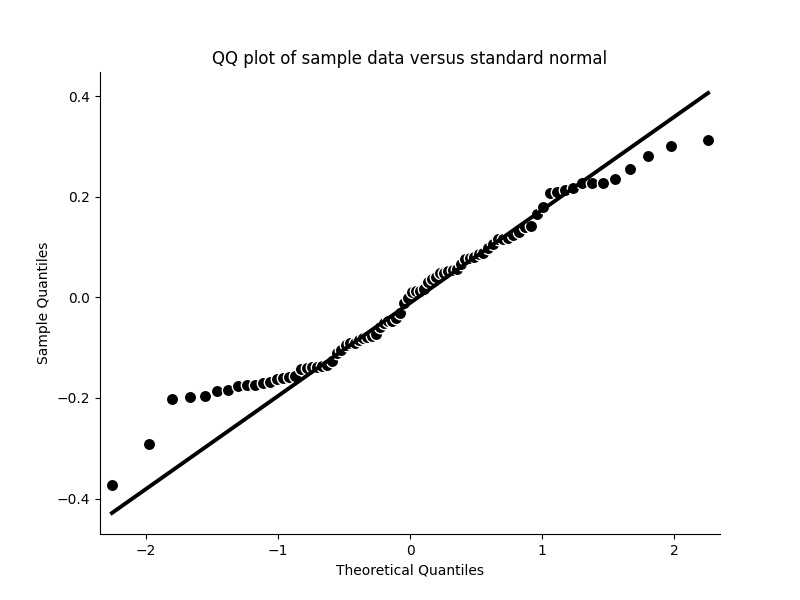 QQ plot of sample data versus standard normal
0.4
0.2
0.0
−0.2
−0.4
Sample Quantiles
−2 −1 0 1 2
Theoretical Quantiles